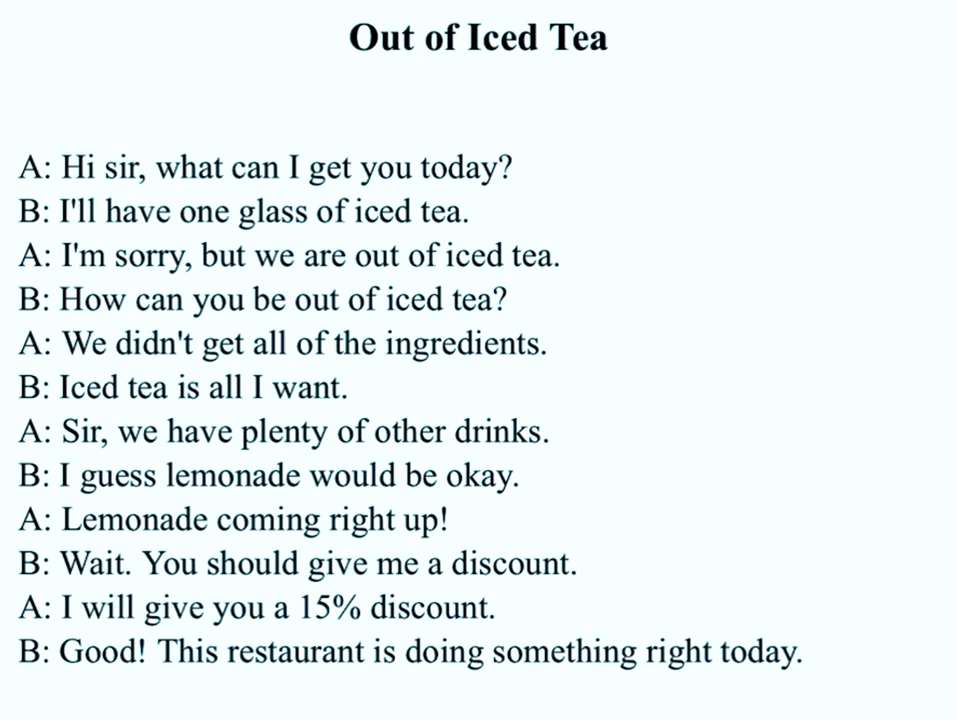 Out of Iced Tea
A: Hi sir, what can I get you today?
B: I'll have one glass of iced tea.
A: I'm sorry, but we are out of iced tea.
B: How can you be out of iced tea?
A: We didn't get all of the ingredients.
B: Iced tea is all I want.
A: Sir, we have plenty of other drinks.
B: I guess lemonade would be okay.
A: Lemonade coming right up!
B: Wait. You should give me a discount.
A: I will give you a 15% discount.
B: Good! This restaurant is doing something right today.